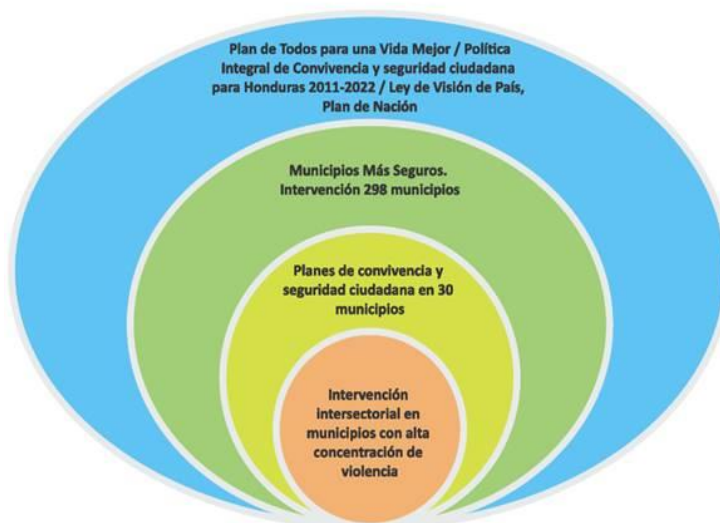 Plan de Todos para una Vida Mejor / Política
Integral de Convivencia y seguridad ciudadana
para Honduras 2011-2022 / Ley de Visión de País,
Plan de Nación
Municipios Más Seguros.
Intervención 298 municipios
Planes de convivencia y
seguridad ciudadana en 30
municipios
Intervención
intersectorial en
municipios con alta
concentración de
violencia